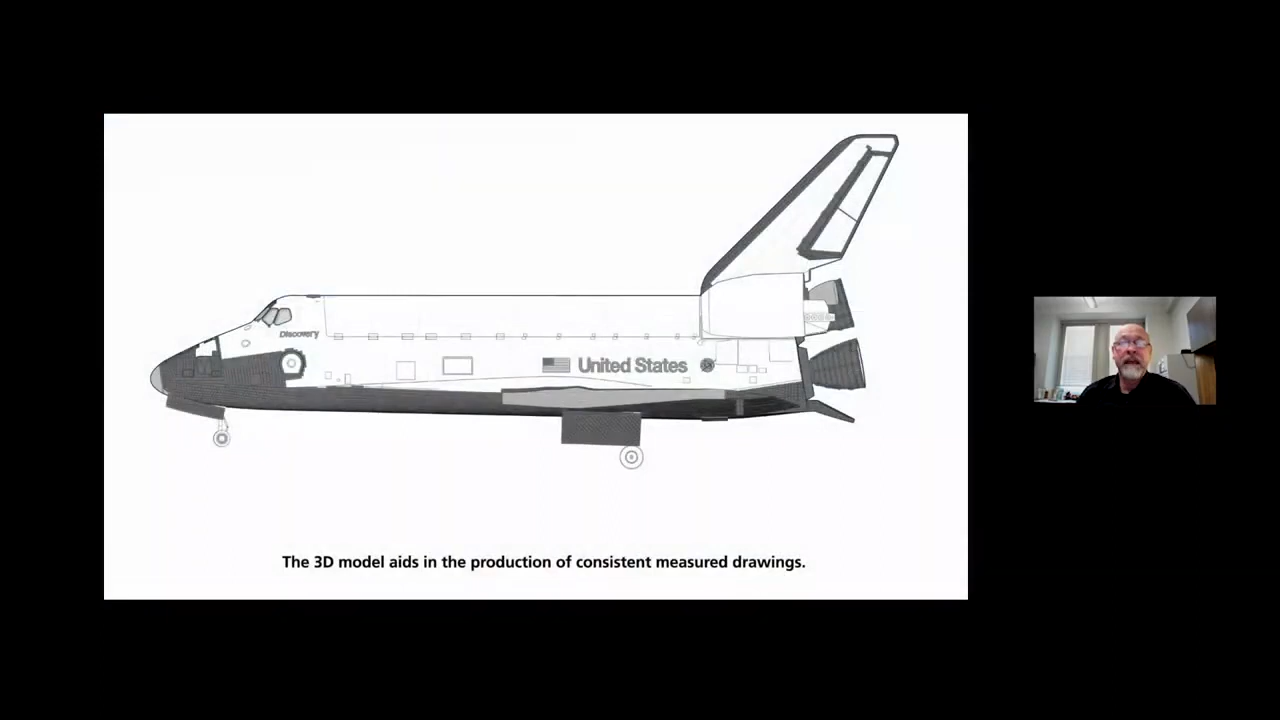 Discovery
United States
The 3D model aids in the production of consistent measured drawings.